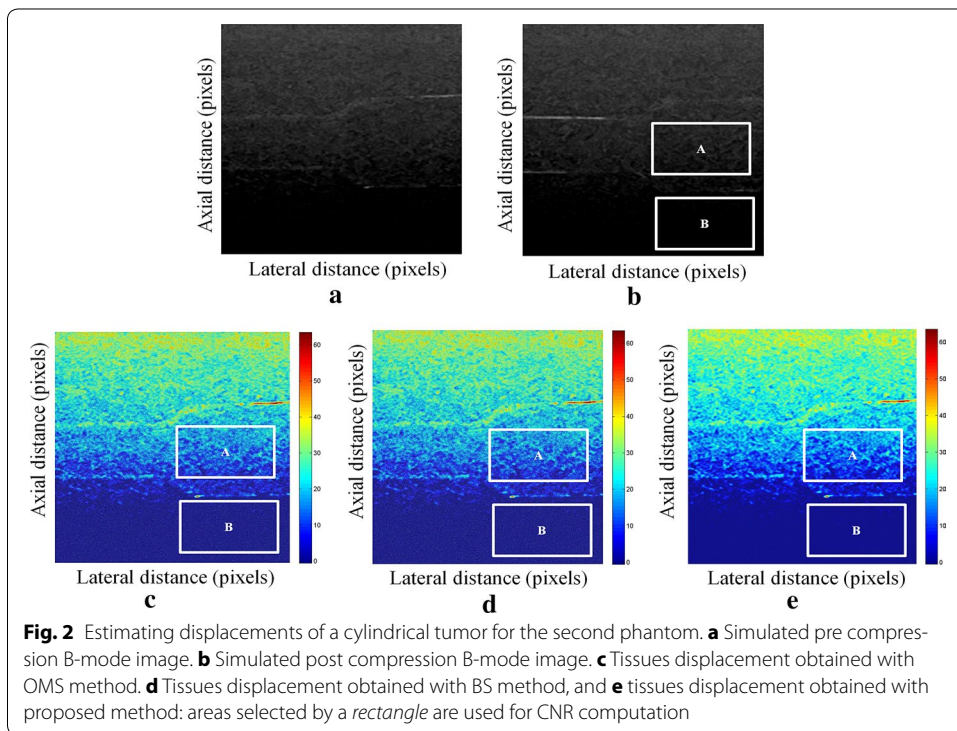 Axial distance (pixels)
Lateral distance (pixels)
a
Axial distance (pixels)
A
B
Lateral distance (pixels)
b
Axial distance (pixels)
A
B
60
50
40
30
20
10
0
Lateral distance (pixels)
c
Axial distance (pixels)
A
B
60
50
40
30
20
10
0
Lateral distance (pixels)
d
Axial distance (pixels)
A
B
60
50
40
30
20
10
0
Lateral distance (pixels)
e
Fig. 2 Estimating displacements of a cylindrical tumor for the second phantom. a Simulated pre compres-
sion B-mode image. b Simulated post compression B-mode image. c Tissues displacement obtained with
OMS method. d Tissues displacement obtained with BS method, and e tissues displacement obtained with
proposed method: areas selected by a rectangle are used for CNR computation